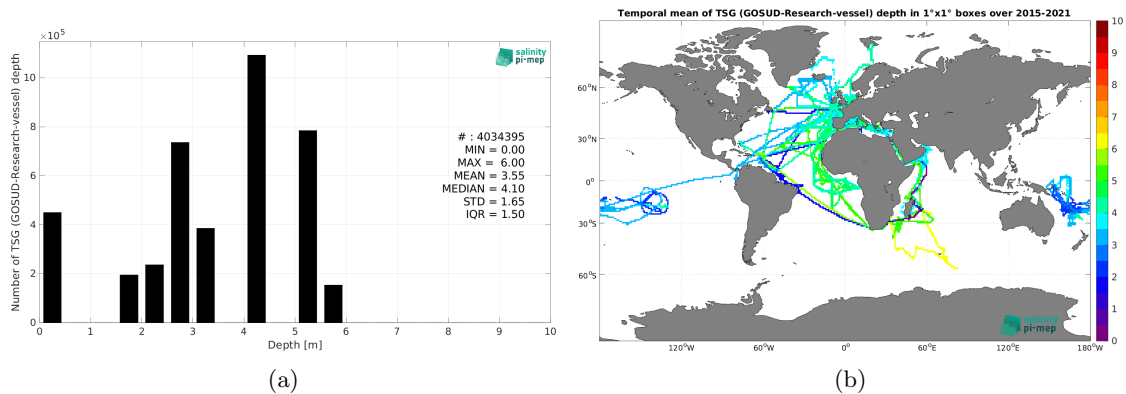 ×10⁵
10
8
6
4
2
0
Number of TSG (GOSUD-Research-vessel) depth
salinity
pi-mep
# : 4034395
MIN = 0.00
MAX = 6.00
MEAN = 3.55
MEDIAN = 4.10
STD = 1.65
IQR = 1.50
0 1 2 3 4 5 6 7 8 9 10
Depth [m]
(a)
Temporal mean of TSG (GOSUD-Research-vessel) depth in 1°x1° boxes over 2015-2021
60°N
30°N
0°
30°S
60°S
120°W 60°W 0° 60°E 120°E 180°W
salinity
pi-mep
10
9
8
7
6
5
4
3
2
1
0
(b)